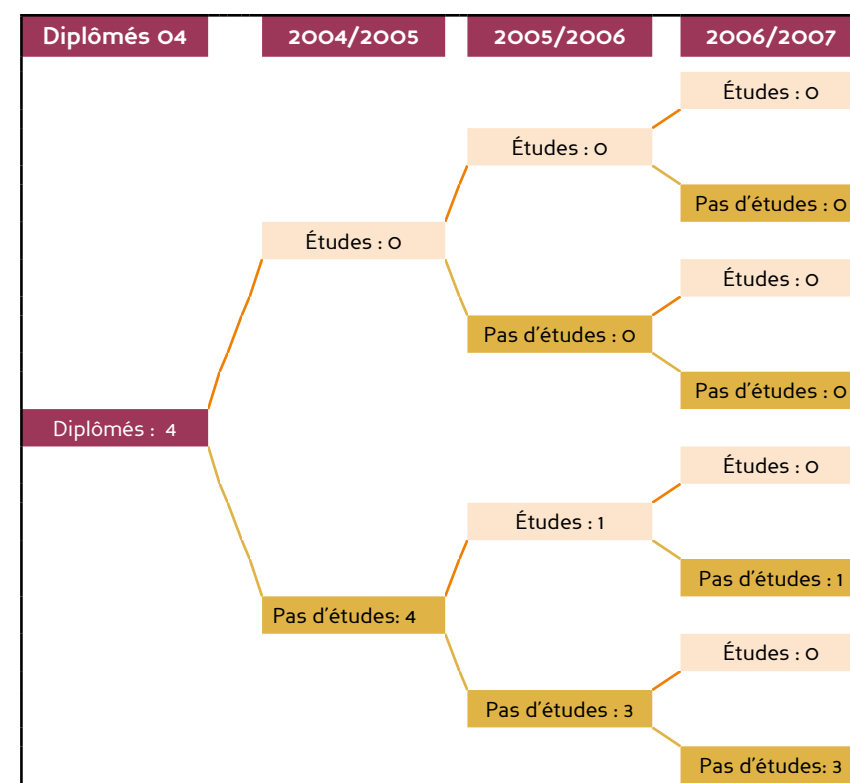 Diplômés 04 2004/2005 2005/2006 2006/2007
Études : 0
Études : 0
Pas d'études : 0
Études : 0
Études : 0
Pas d'études : 0
Pas d'études : 0
Diplômés : 4
Études : 0
Études : 1
Pas d'études : 1
Pas d'études: 4
Études : 0
Pas d'études : 3
Pas d'études: 3